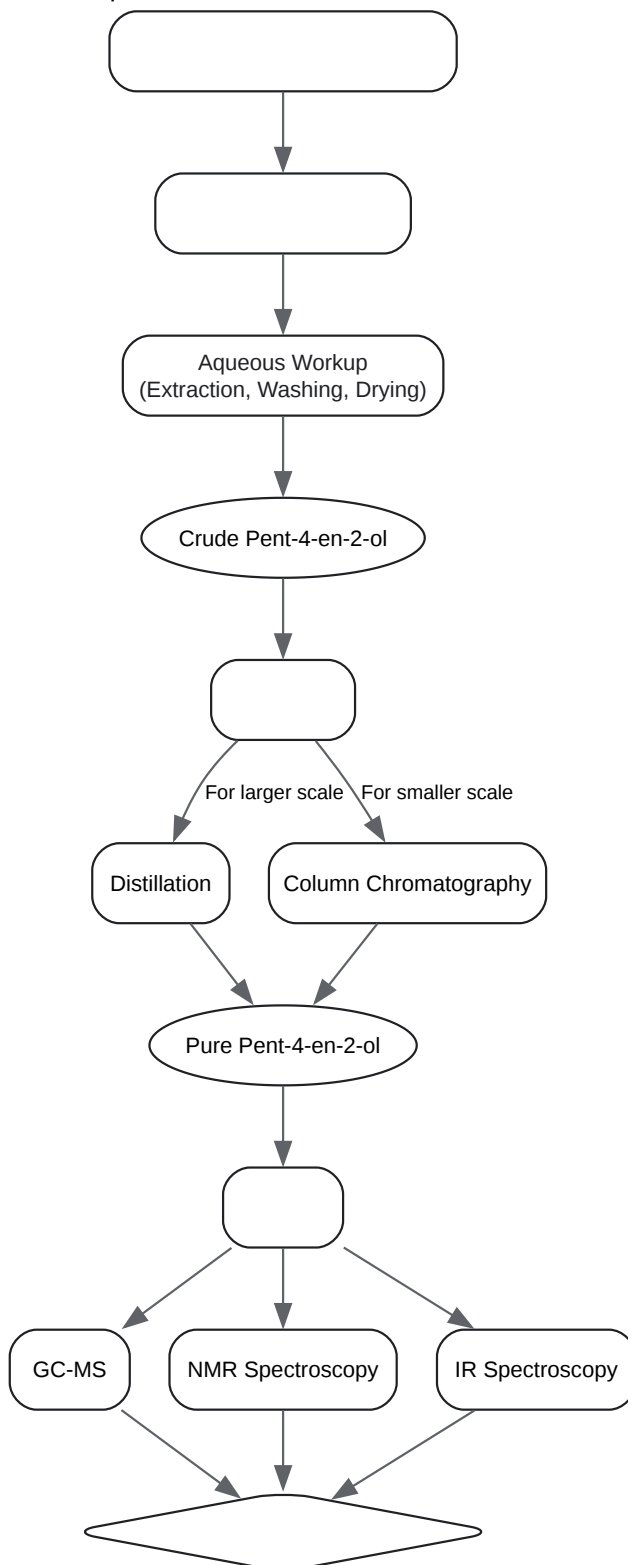 Aqueous Workup
(Extraction, Washing, Drying)
Crude Pent-4-en-2-ol
For larger scale
For smaller scale
Distillation
Column Chromatography
Pure Pent-4-en-2-ol
GC-MS
NMR Spectroscopy
IR Spectroscopy